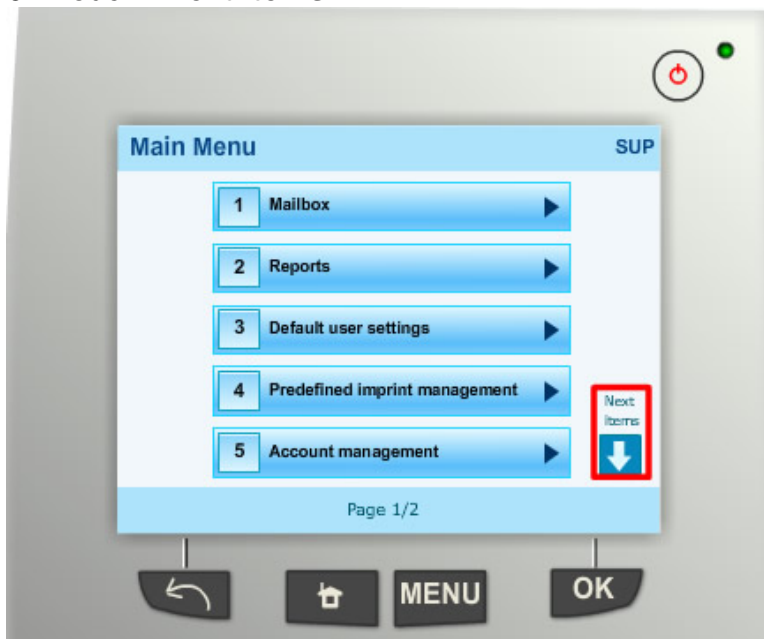 Main Menu
SUP
1 Mailbox
2 Reports
3 Default user settings
4 Predefined imprint management
5 Account management
Next
Items
Page 1/2
MENU
OK